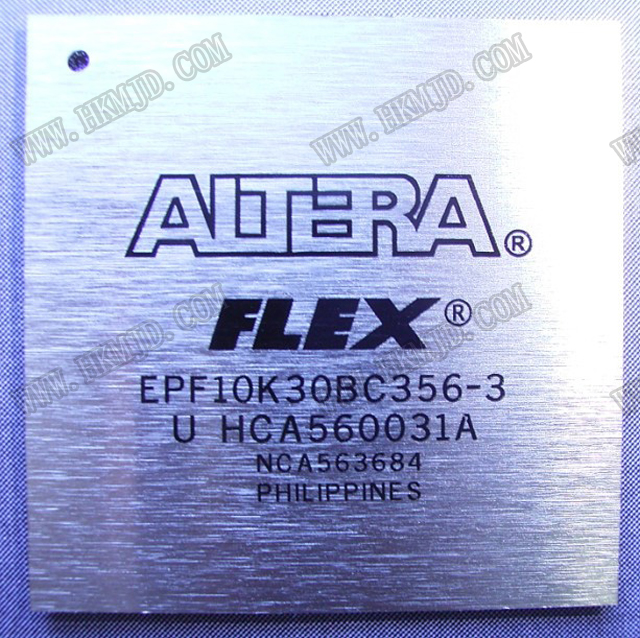 WWW.HKMJD.COM
WWW.HKMJD.COM
ALTERA®
FLEX®
EPF10K30BC356-3
U HCA560031A
NCA563684
PHILIPPINES
WWW.HKMJD.COM
WWW.HKMJD.COM